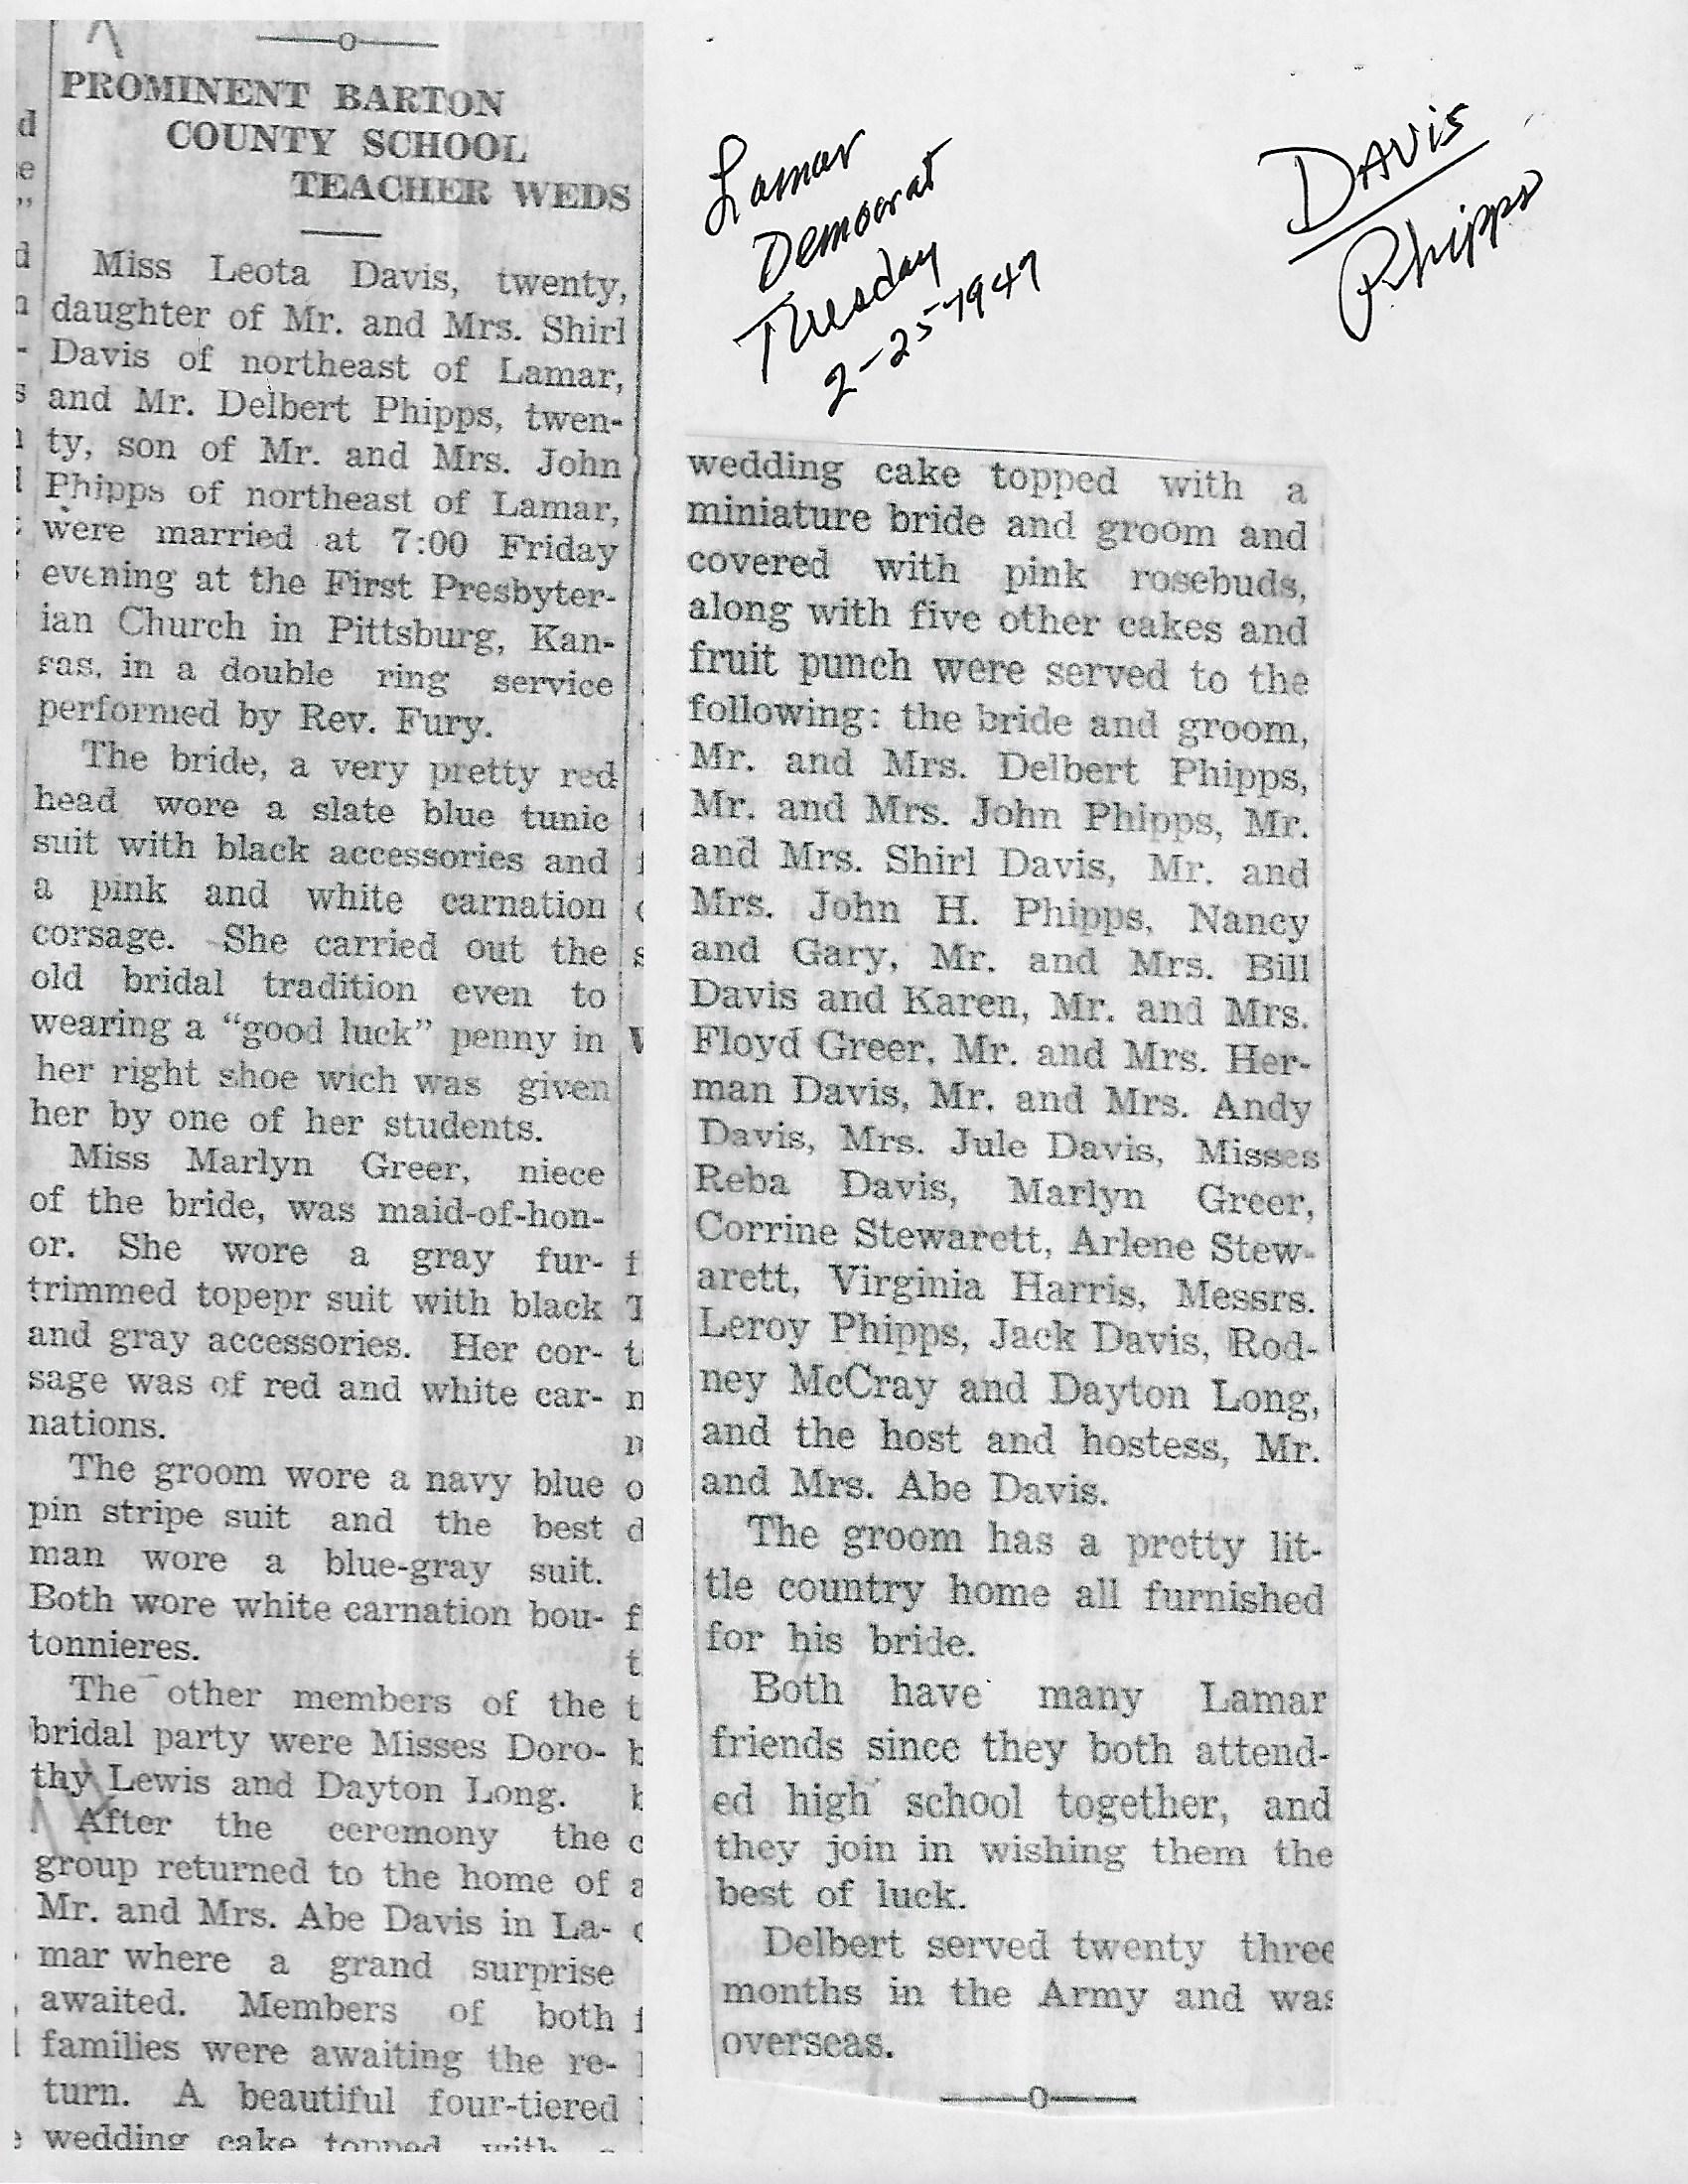 PROMINENT BARTON
COUNTY SCHOOL
TEACHER WEDS
Miss Leota Davis, twenty,
daughter of Mr. and Mrs. Shirl
Davis of northeast of Lamar,
and Mr. Delbert Phipps, twen-
ty, son of Mr. and Mrs. John
Phipps of northeast of Lamar,
were married at 7:00 Friday
evening at the First Presbyter-
ian Church in Pittsburg, Kan-
sas, in a double ring service
performed by Rev. Fury.
The bride, a very pretty red
head wore a slate blue tunic
suit with black accessories and
a pink and white carnation
corsage. She carried out the
old bridal tradition even to
wearing a “good luck” penny in
her right shoe wich was given
her by one of her students.
Miss Marlyn Greer, niece
of the bride, was maid-of-hon-
or. She wore a gray fur-
trimmed topepr suit with black
and gray accessories. Her cor-
sage was of red and white car-
nations.
The groom wore a navy blue
pin stripe suit and the best
man wore a blue-gray suit.
Both wore white carnation bou-
tonnieres.
The other members of the
bridal party were Misses Doro-
thy Lewis and Dayton Long.
After the ceremony the
group returned to the home of
Mr. and Mrs. Abe Davis in La-
mar where a grand surprise
awaited. Members of both
families were awaiting the re-
turn. A beautiful four-tiered
wedding cake topped with a
Lamar
Democrat
Tuesday
2-25-1947
DAVIS
Phipps
wedding cake topped with a
miniature bride and groom and
covered with pink rosebuds,
along with five other cakes and
fruit punch were served to the
following: the bride and groom,
Mr. and Mrs. Delbert Phipps,
Mr. and Mrs. John Phipps, Mr.
and Mrs. Shirl Davis, Mr. and
Mrs. John H. Phipps, Nancy
and Gary, Mr. and Mrs. Bill
Davis and Karen, Mr. and Mrs.
Floyd Greer, Mr. and Mrs. Her-
man Davis, Mr. and Mrs. Andy
Davis, Mrs. Jule Davis, Misses
Reba Davis, Marlyn Greer,
Corrine Stewarett, Arlene Stew-
arett, Virginia Harris, Messrs.
Leroy Phipps, Jack Davis, Rod-
ney McCray and Dayton Long,
and the host and hostess, Mr.
and Mrs. Abe Davis.
The groom has a pretty lit-
tle country home all furnished
for his bride.
Both have many Lamar
friends since they both attend-
ed high school together, and
they join in wishing them the
best of luck.
Delbert served twenty three
months in the Army and was
overseas.